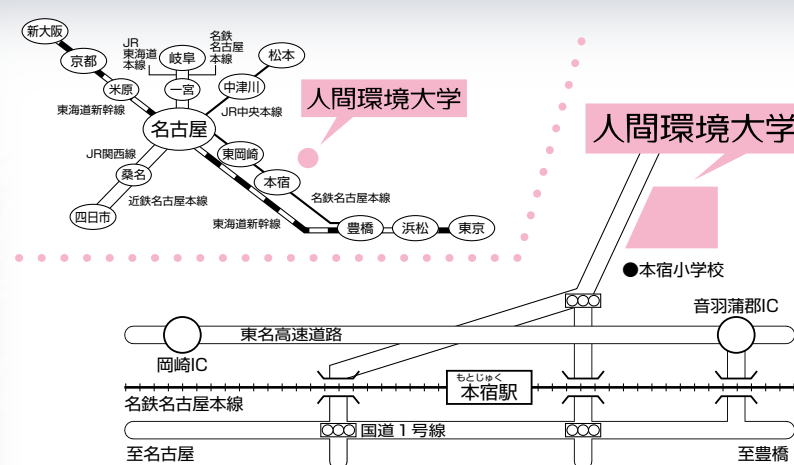 新大阪
京都
米原
東海道新幹線
JR
東海道
本線
岐阜
名鉄
名古屋
本線
一宮
松本
中津川
JR中央本線
名古屋
人間環境大学
JR関西線
桑名
近鉄名古屋本線
四日市
東岡崎
本宿
名鉄名古屋本線
東海道新幹線
豊橋
浜松
東京
人間環境大学
●本宿小学校
音羽蒲郡IC
東名高速道路
岡崎IC
もとじゅく
本宿駅
名鉄名古屋本線
国道1号線
至名古屋
至豊橋